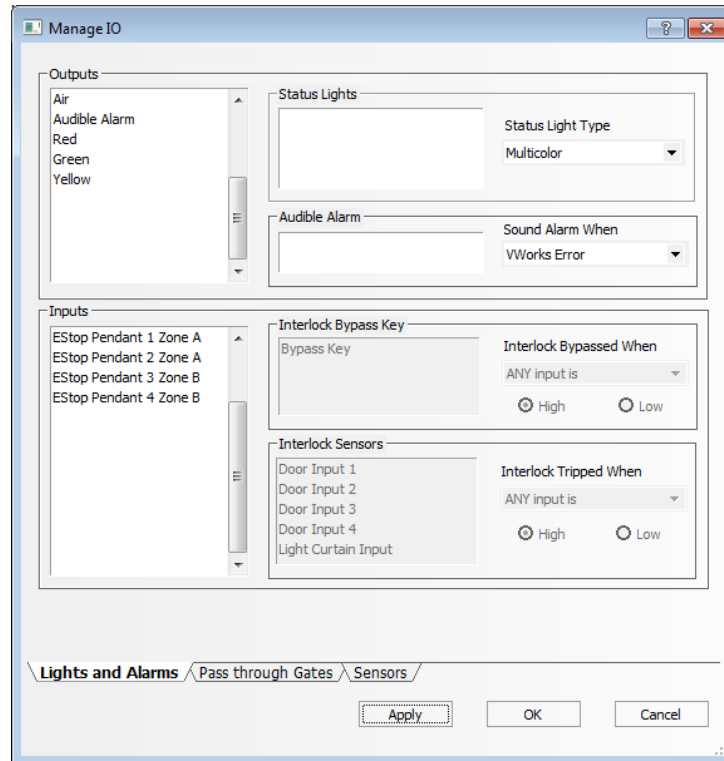 Manage IO
Outputs
Air
Audible Alarm
Red
Green
Yellow
Status Lights
Status Light Type
Multicolor
Audible Alarm
Sound Alarm When
VWorks Error
Inputs
EStop Pendant 1 Zone A
EStop Pendant 2 Zone A
EStop Pendant 3 Zone B
EStop Pendant 4 Zone B
Interlock Bypass Key
Bypass Key
Interlock Bypassed When
ANY input is
High Low
Interlock Sensors
Door Input 1
Door Input 2
Door Input 3
Door Input 4
Light Curtain Input
Interlock Tripped When
ANY input is
High Low
Lights and Alarms Pass through Gates Sensors
Apply OK Cancel